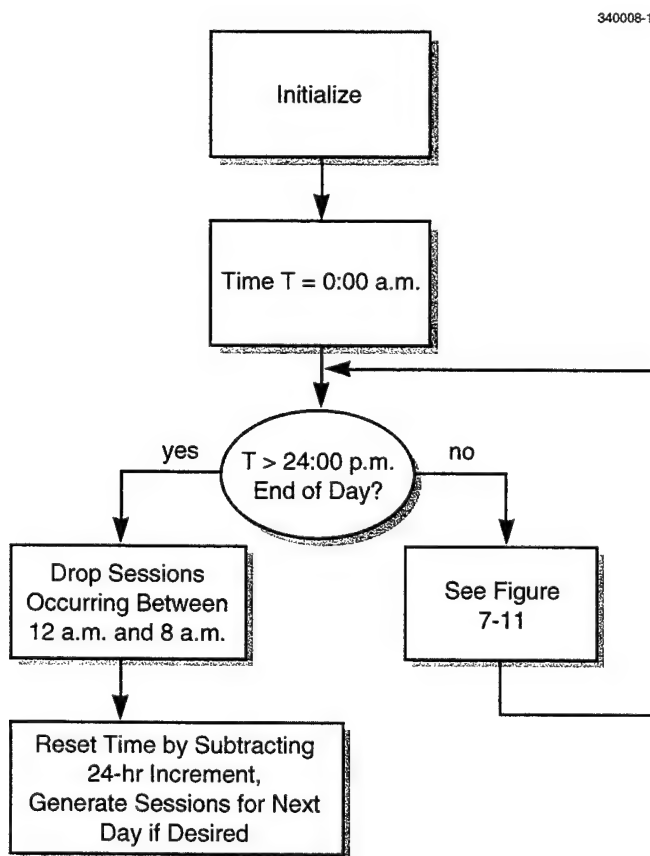 340008-1
Initialize
Time T = 0:00 a.m.
T > 24:00 p.m.
End of Day?
yes
no
Drop Sessions
Occurring Between
12 a.m. and 8 a.m.
See Figure
7-11
Reset Time by Subtracting
24-hr Increment,
Generate Sessions for Next
Day if Desired